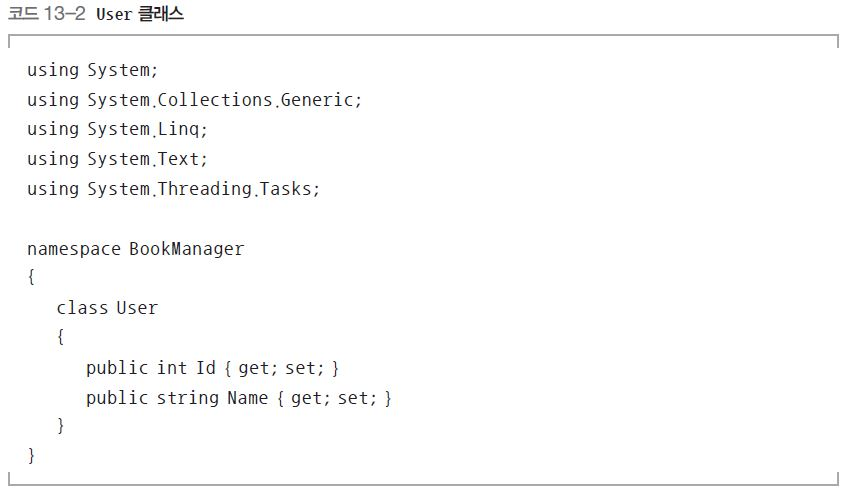 코드 13-2 User 클래스
using System;
using System.Collections.Generic;
using System.Linq;
using System.Text;
using System.Threading.Tasks;
namespace BookManager
{
class User
{
public int Id { get; set; }
public string Name { get; set; }
}
}